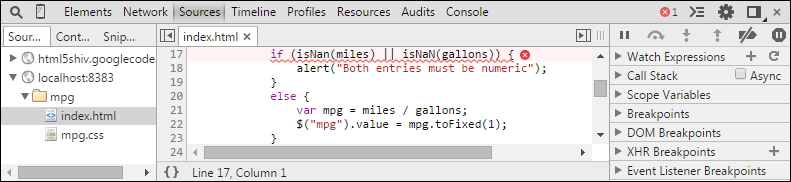 Elements Network Sources Timeline Profiles Resources Audits Console 1
Sour... Cont... Snip... index.html
html5shiv.googlecode
localhost:8383
mpg
index.html
mpg.css
17 if (isNan(miles) || isNaN(gallons)) {
18 alert("Both entries must be numeric");
19 }
20 else {
21 var mpg = miles / gallons;
22 $("mpg").value = mpg.toFixed(1);
23 }
24
{} Line 17, Column 1
Watch Expressions
Call Stack Async
Scope Variables
Breakpoints
DOM Breakpoints
XHR Breakpoints
Event Listener Breakpoints